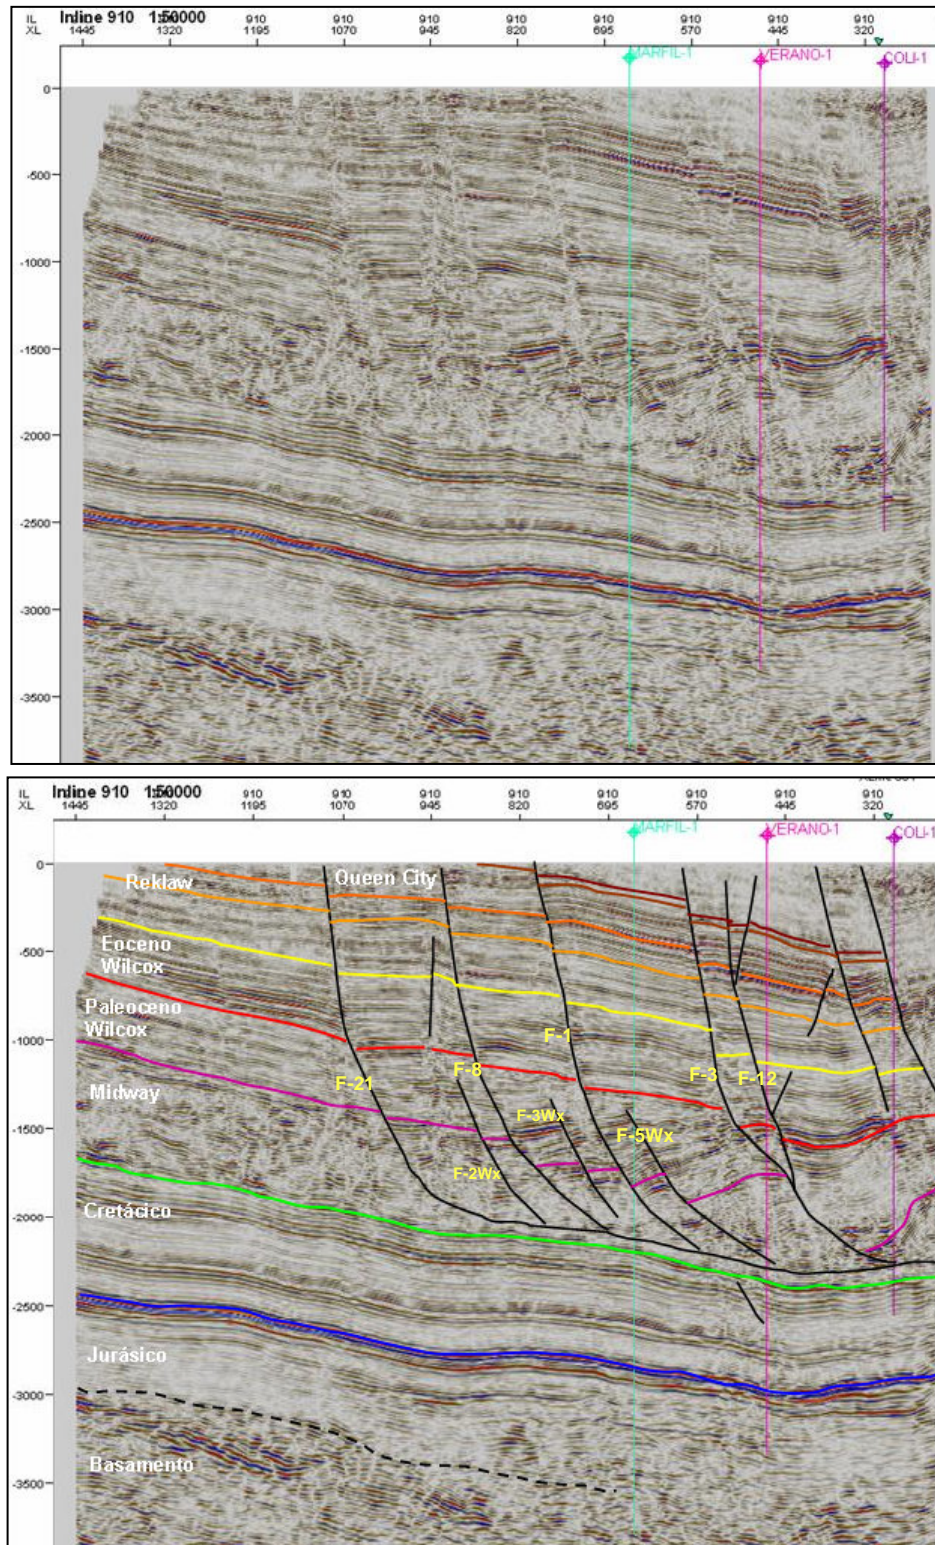 IL Inline 910 1:50000 910 910 910 910 910 910 910 910
XL 1445 1320 1195 1070 945 820 695 570 445 320
MARFIL-1 VERANO-1 COLI-1
0
-500
-1000
-1500
-2000
-2500
-3000
-3500
IL Inline 910 1:50000 910 910 910 910 910 910 910 910
XL 1445 1320 1195 1070 945 820 695 570 445 320
MARFIL-1 VERANO-1 COLI-1
0
Reklaw Queen City
-500
Eoceno
Wilcox
Paleoceno
Wilcox
-1000
F-1
F-21 F-8 F-3 F-12
Midway
F-3Wx
-1500
F-5Wx
F-2Wx
Cretácico
-2000
-2500
Jurásico
-3000
Basamento
-3500